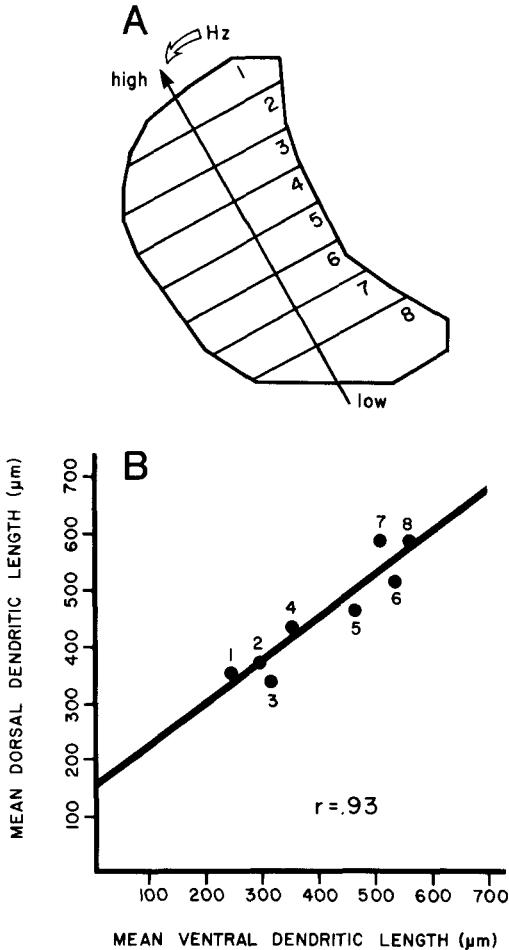 A
Hz
high
1
2
3
4
5
6
7
8
low
B
MEAN DORSAL DENDRITIC LENGTH (μm)
700
600
500
400
300
200
100
7 8
6
5
4
1 2
3
r=.93
100 200 300 400 500 600 700
MEAN VENTRAL DENDRITIC LENGTH (μm)